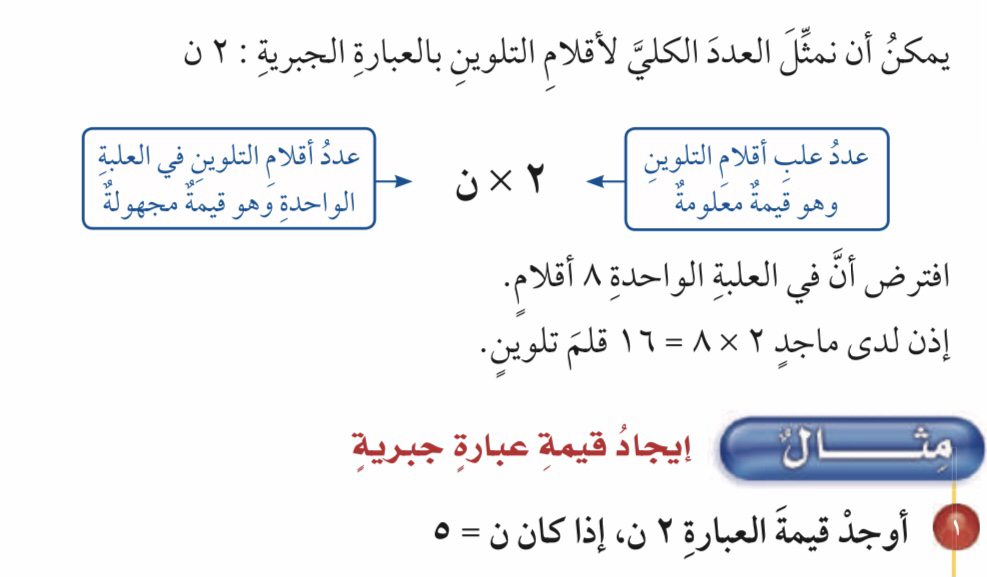 يمكنُ أن نمثِّلَ العددَ الكليَّ لأقلامِ التلوينِ بالعبارةِ الجبريةِ : ٢ ن
عددُ علبِ أقلامِ التلوينِ
وهو قيمةٌ معلومةٌ
٢ × ن
عددُ أقلامِ التلوينِ في العلبةِ
الواحدةِ وهو قيمةٌ مجهولةٌ
افترض أنَّ في العلبةِ الواحدةِ ٨ أقلامٍ.
إذن لدى ماجدٍ ٢ × ٨ = ١٦ قلمَ تلوينٍ.
مِثـــالٌ إيجادُ قيمةِ عبارةٍ جبريةٍ
١ أوجدْ قيمةَ العبارةِ ٢ ن، إذا كان ن = ٥